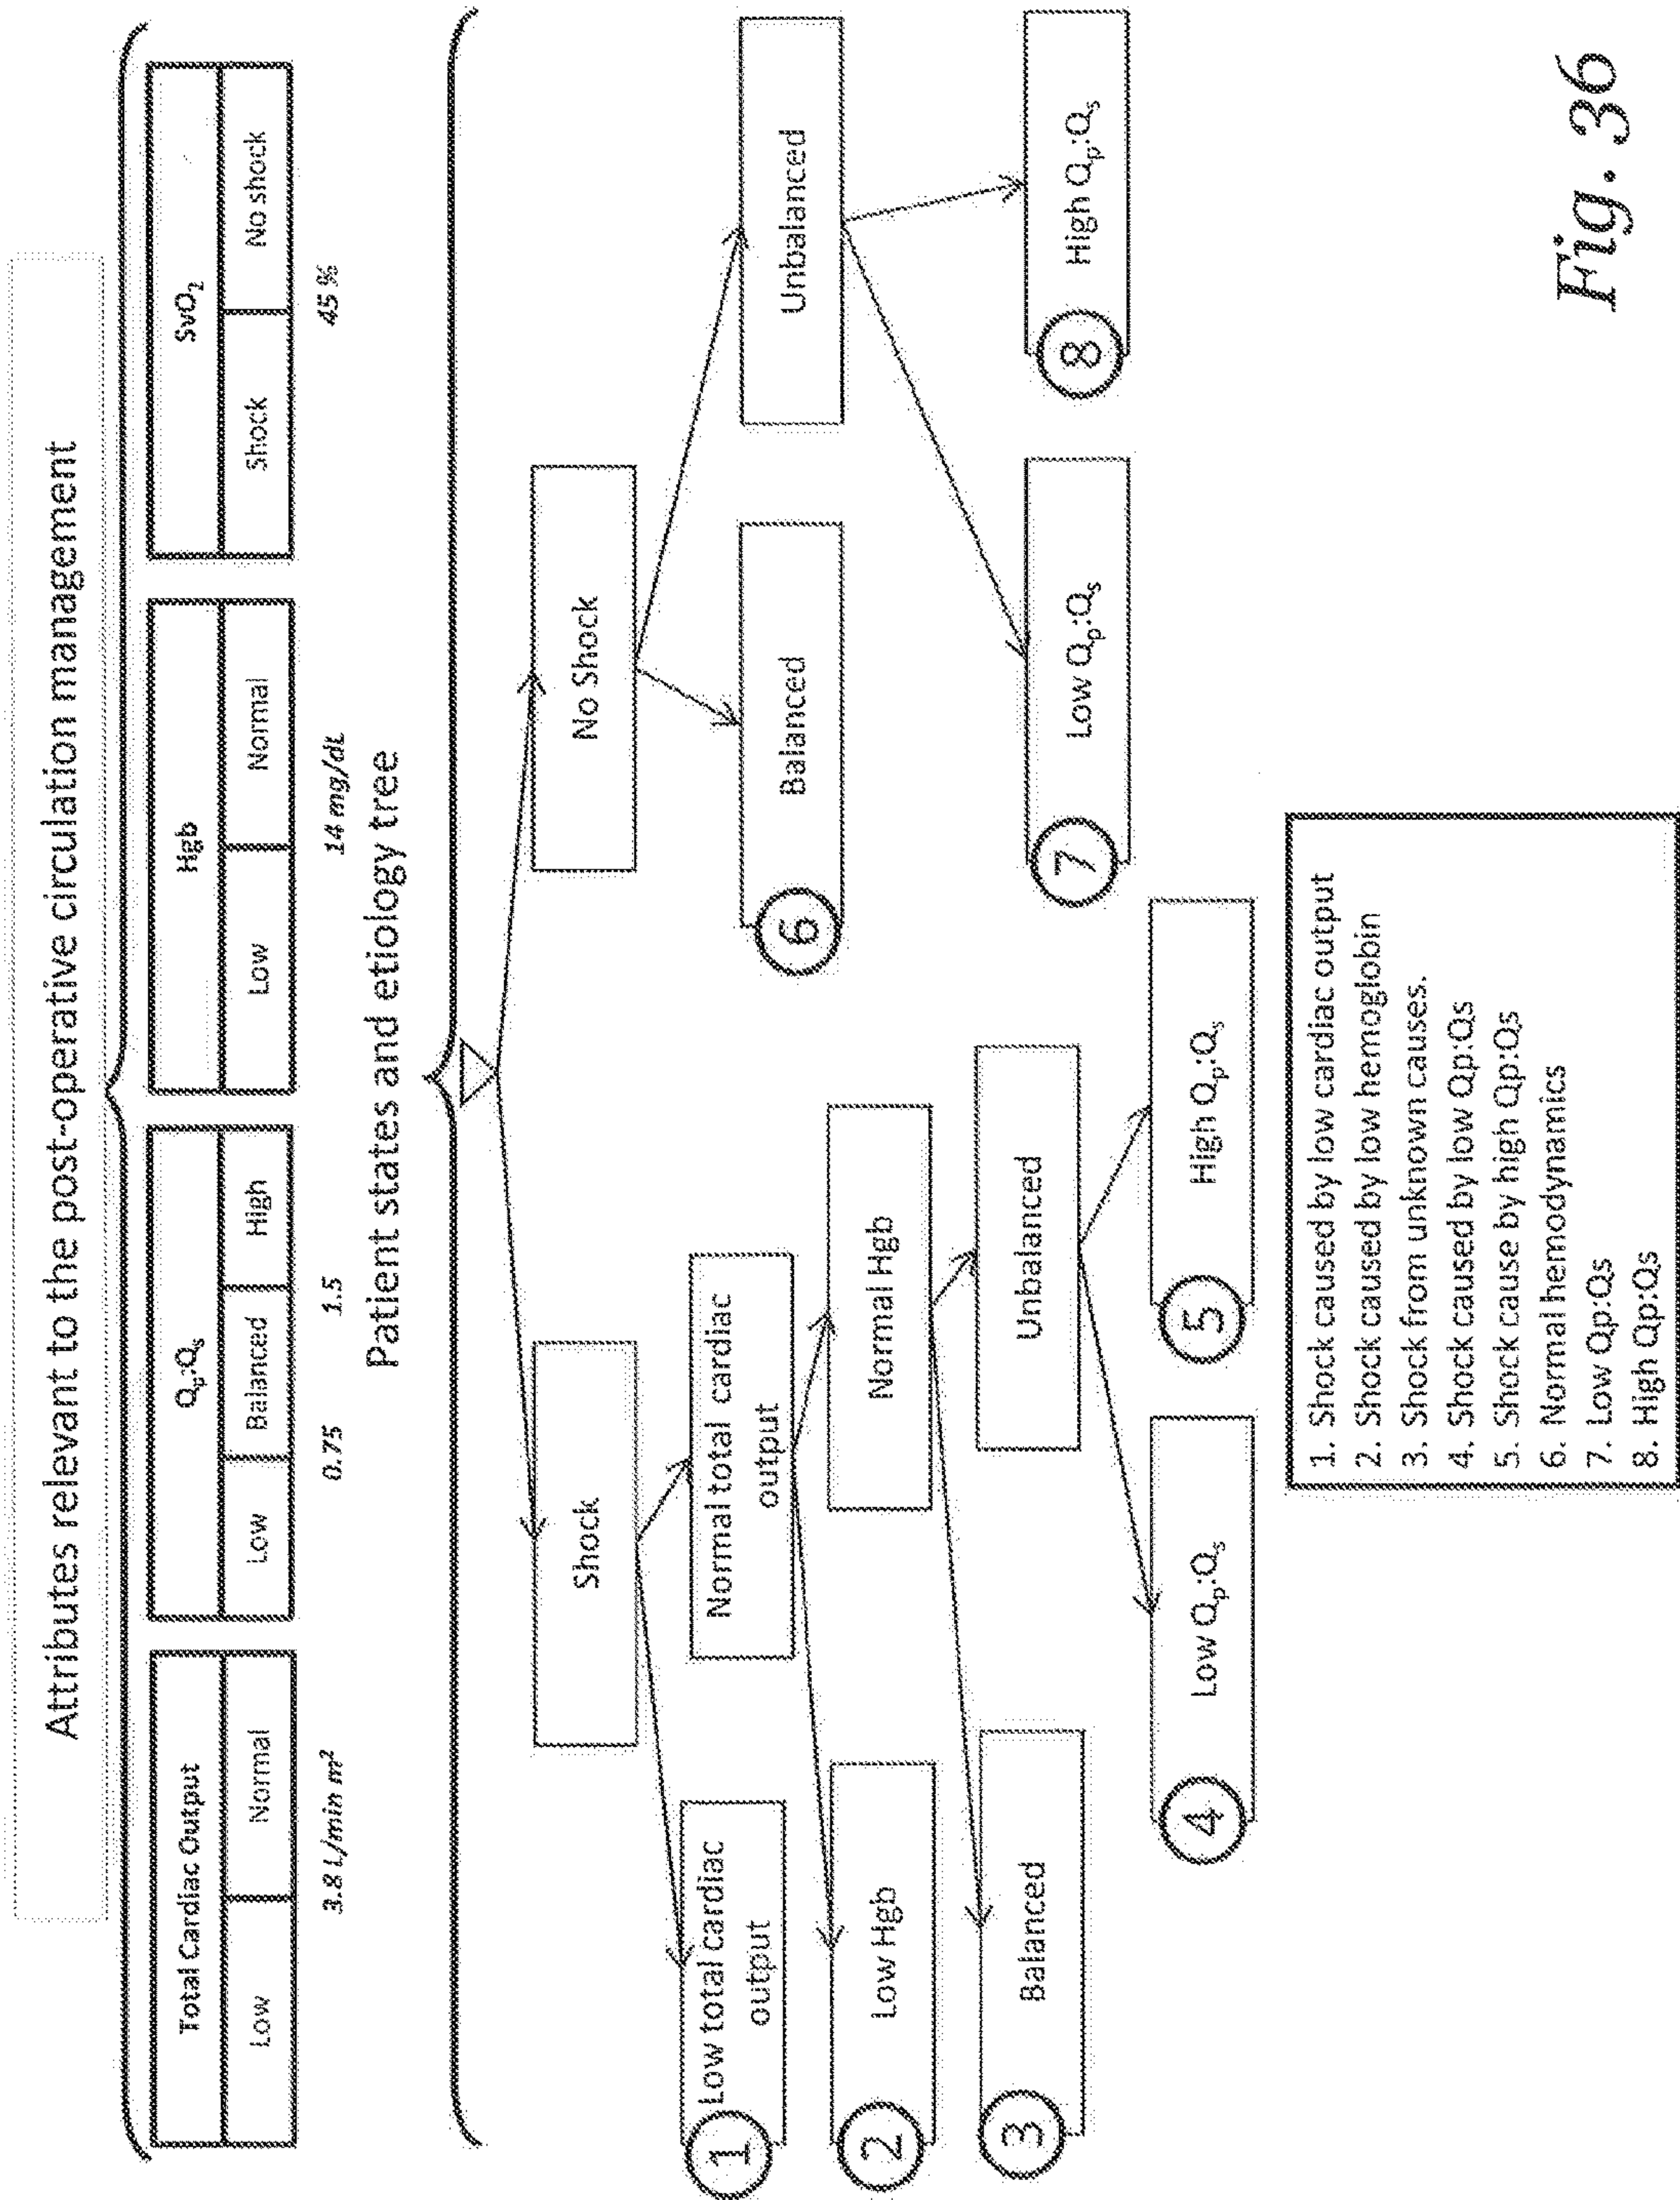 Attributes relevant to the post-operative circulation management
Total Cardiac Output
Low
Normal
3.8 L/min m²
Qp:Qs
Low
Balanced
High
0.75
1.5
Hgb
Low
Normal
14 mg/dL
SvO₂
Shock
No shock
45 %
Patient states and etiology tree
Shock
No Shock
1
Low total cardiac
output
Normal total cardiac
output
6
Balanced
Unbalanced
2
Low Hgb
Normal Hgb
3
Balanced
Unbalanced
7
Low Qp:Qs
8
High Qp:Qs
4
Low Qp:Qs
5
High Qp:Qs
1. Shock caused by low cardiac output
2. Shock caused by low hemoglobin
3. Shock from unknown causes.
4. Shock caused by low Qp:Qs
5. Shock cause by high Qp:Qs
6. Normal hemodynamics
7. Low Qp:Qs
8. High Qp:Qs
Fig. 36